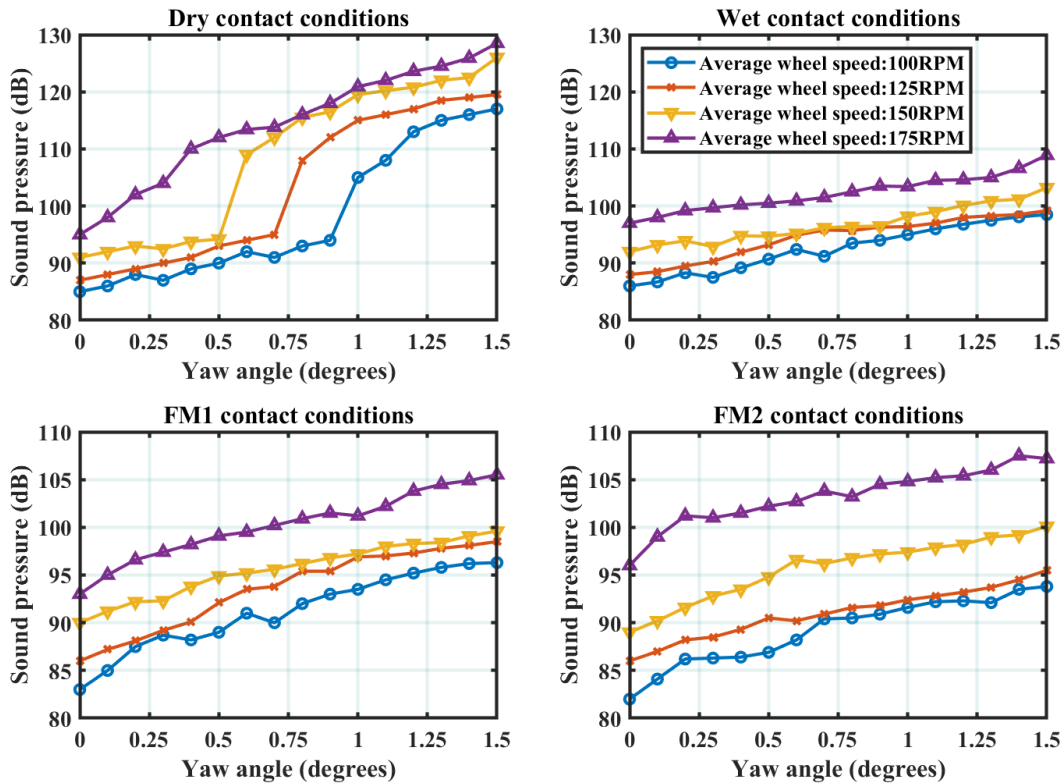 Dry contact conditions
130
120
110
100
90
80
Sound pressure (dB)
0 0.25 0.5 0.75 1 1.25 1.5
Yaw angle (degrees)
Wet contact conditions
130
120
110
100
90
80
Sound pressure (dB)
Average wheel speed:100RPM
Average wheel speed:125RPM
Average wheel speed:150RPM
Average wheel speed:175RPM
0 0.25 0.5 0.75 1 1.25 1.5
Yaw angle (degrees)
FM1 contact conditions
110
105
100
95
90
85
80
Sound pressure (dB)
0 0.25 0.5 0.75 1 1.25 1.5
Yaw angle (degrees)
FM2 contact conditions
110
105
100
95
90
85
80
Sound pressure (dB)
0 0.25 0.5 0.75 1 1.25 1.5
Yaw angle (degrees)